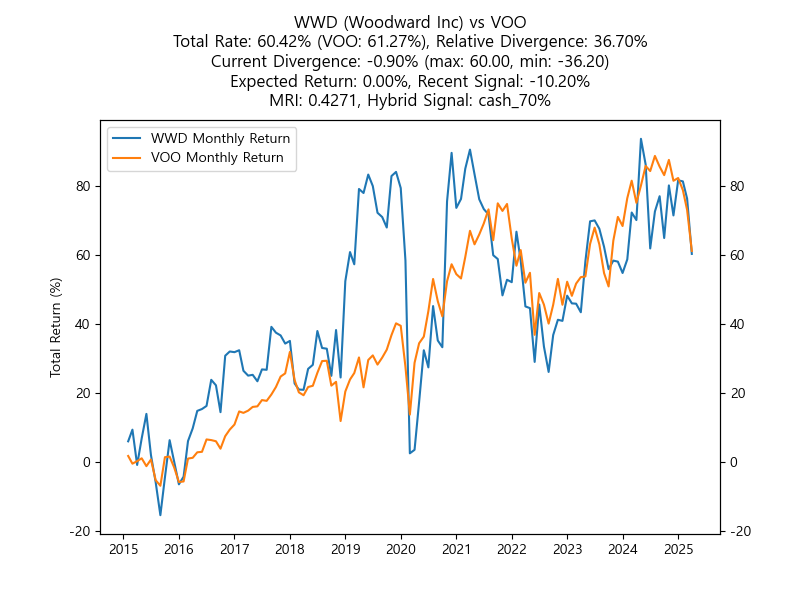 WWD (Woodward Inc) vs VOO
Total Rate: 60.42% (VOO: 61.27%), Relative Divergence: 36.70%
Current Divergence: -0.90% (max: 60.00, min: -36.20)
Expected Return: 0.00%, Recent Signal: -10.20%
MRI: 0.4271, Hybrid Signal: cash_70%
WWD Monthly Return
VOO Monthly Return
Total Return (%)
80
60
40
20
0
-20
80
60
40
20
0
-20
2015 2016 2017 2018 2019 2020 2021 2022 2023 2024 2025